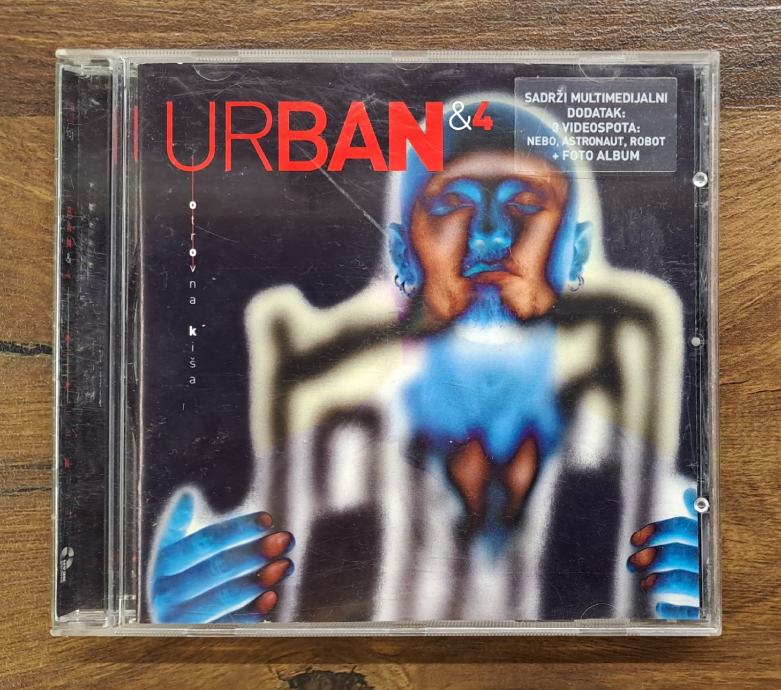 URBAN &4
SADRŽI MULTIMEDIJALNI
DODATAK:
3 VIDEOSPOTA:
NEBO, ASTRONAUT, ROBOT
+ FOTO ALBUM
otrovna kiša